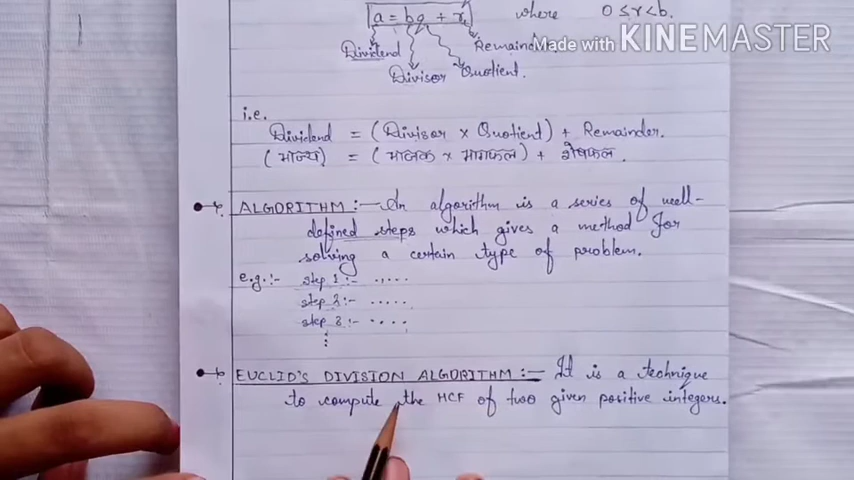 a = bq + r, where 0 ≤ r < b.
Dividend Remainder
Made with KINEMASTER
Divisor Quotient.
i.e.
Dividend = (Divisor × Quotient) + Remainder.
(भाज्य) = (भाजक × भागफल) + शेषफल.
ALGORITHM :— An algorithm is a series of well-
defined steps which gives a method for
solving a certain type of problem.
e.g.:- step 1:- .....
step 2:- .....
step 3:- .....
⋮
EUCLID'S DIVISION ALGORITHM :— It is a technique
to compute the HCF of two given positive integers.